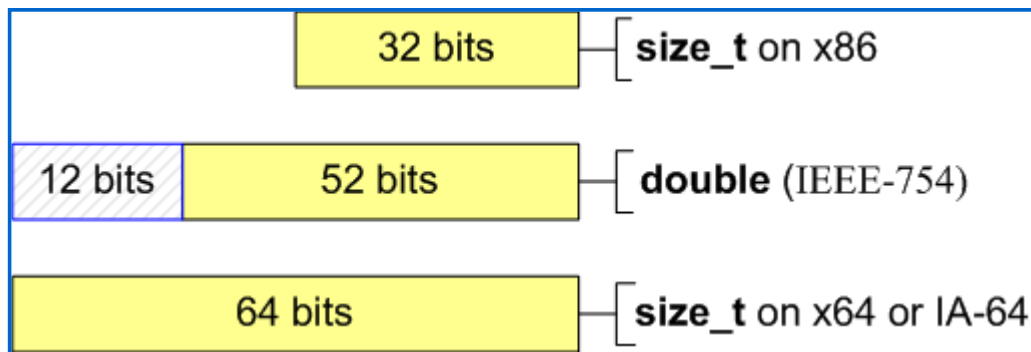 32 bits size_t on x86
12 bits 52 bits double (IEEE-754)
64 bits size_t on x64 or IA-64